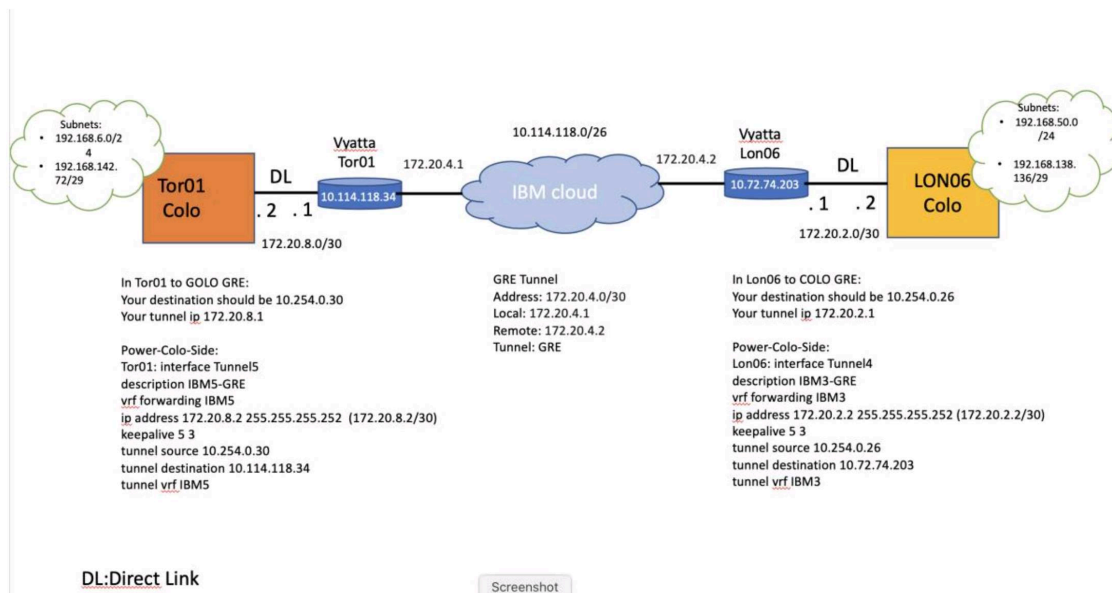 Subnets:
• 192.168.6.0/2
4
• 192.168.142.
72/29
Tor01
Colo
DL
.2 .1
172.20.8.0/30
Vyatta
Tor01
10.114.118.34
172.20.4.1
10.114.118.0/26
IBM cloud
172.20.4.2
Vyatta
Lon06
10.72.74.203
DL
.1 .2
172.20.2.0/30
LON06
Colo
Subnets:
• 192.168.50.0
/24
• 192.168.138.
136/29
In Tor01 to GOLO GRE:
Your destination should be 10.254.0.30
Your tunnel ip 172.20.8.1
Power-Colo-Side:
Tor01: interface Tunnel5
description IBM5-GRE
vrf forwarding IBM5
ip address 172.20.8.2 255.255.255.252 (172.20.8.2/30)
keepalive 5 3
tunnel source 10.254.0.30
tunnel destination 10.114.118.34
tunnel vrf IBM5
GRE Tunnel
Address: 172.20.4.0/30
Local: 172.20.4.1
Remote: 172.20.4.2
Tunnel: GRE
In Lon06 to COLO GRE:
Your destination should be 10.254.0.26
Your tunnel ip 172.20.2.1
Power-Colo-Side:
Lon06: interface Tunnel4
description IBM3-GRE
vrf forwarding IBM3
ip address 172.20.2.2 255.255.255.252 (172.20.2.2/30)
keepalive 5 3
tunnel source 10.254.0.26
tunnel destination 10.72.74.203
tunnel vrf IBM3
DL:Direct Link
Screenshot